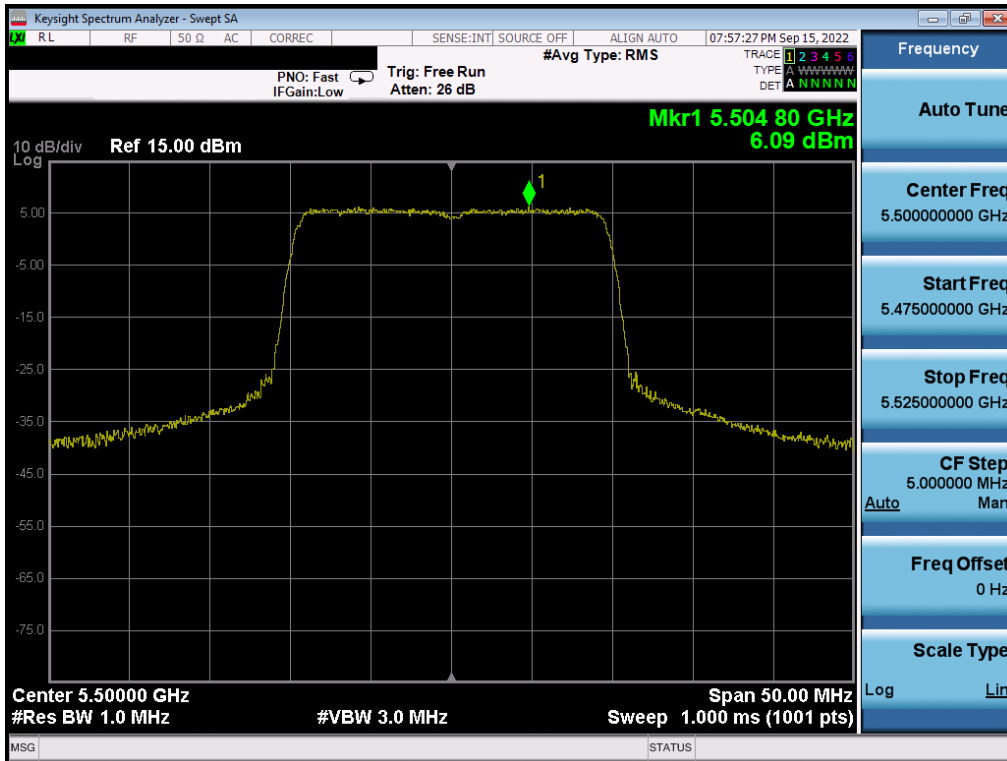 Keysight Spectrum Analyzer - Swept SA
LXI RL RF 50 Ω AC CORREC SENSE:INT SOURCE OFF ALIGN AUTO 07:57:27 PM Sep 15, 2022
#Avg Type: RMS
TRACE 1 2 3 4 5 6
PNO: Fast Trig: Free Run
TYPE A WWWWW
IFGain:Low Atten: 26 dB
DET A N N N N N
Mkr1 5.504 80 GHz
6.09 dBm
10 dB/div Ref 15.00 dBm
Log
1
5.00
-5.00
-15.0
-25.0
-35.0
-45.0
-55.0
-65.0
-75.0
Center 5.50000 GHz Span 50.00 MHz
#Res BW 1.0 MHz #VBW 3.0 MHz Sweep 1.000 ms (1001 pts)
MSG STATUS
Frequency
Auto Tune
Center Freq
5.500000000 GHz
Start Freq
5.475000000 GHz
Stop Freq
5.525000000 GHz
CF Step
5.000000 MHz
Auto Man
Freq Offset
0 Hz
Scale Type
Log Lin